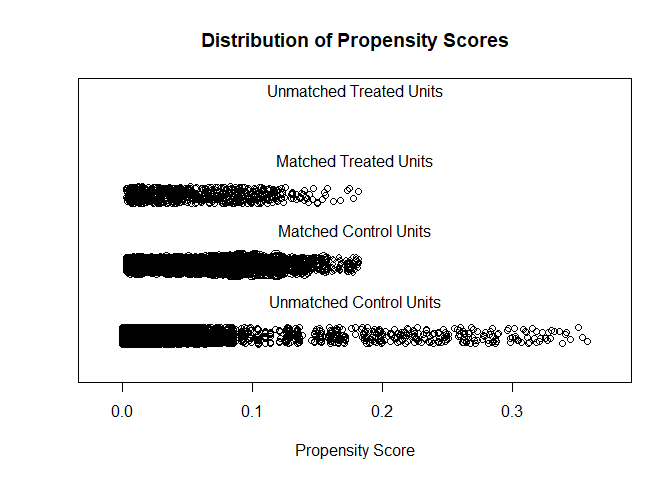 Distribution of Propensity Scores
Unmatched Treated Units
Matched Treated Units
Matched Control Units
Unmatched Control Units
0.0 0.1 0.2 0.3
Propensity Score